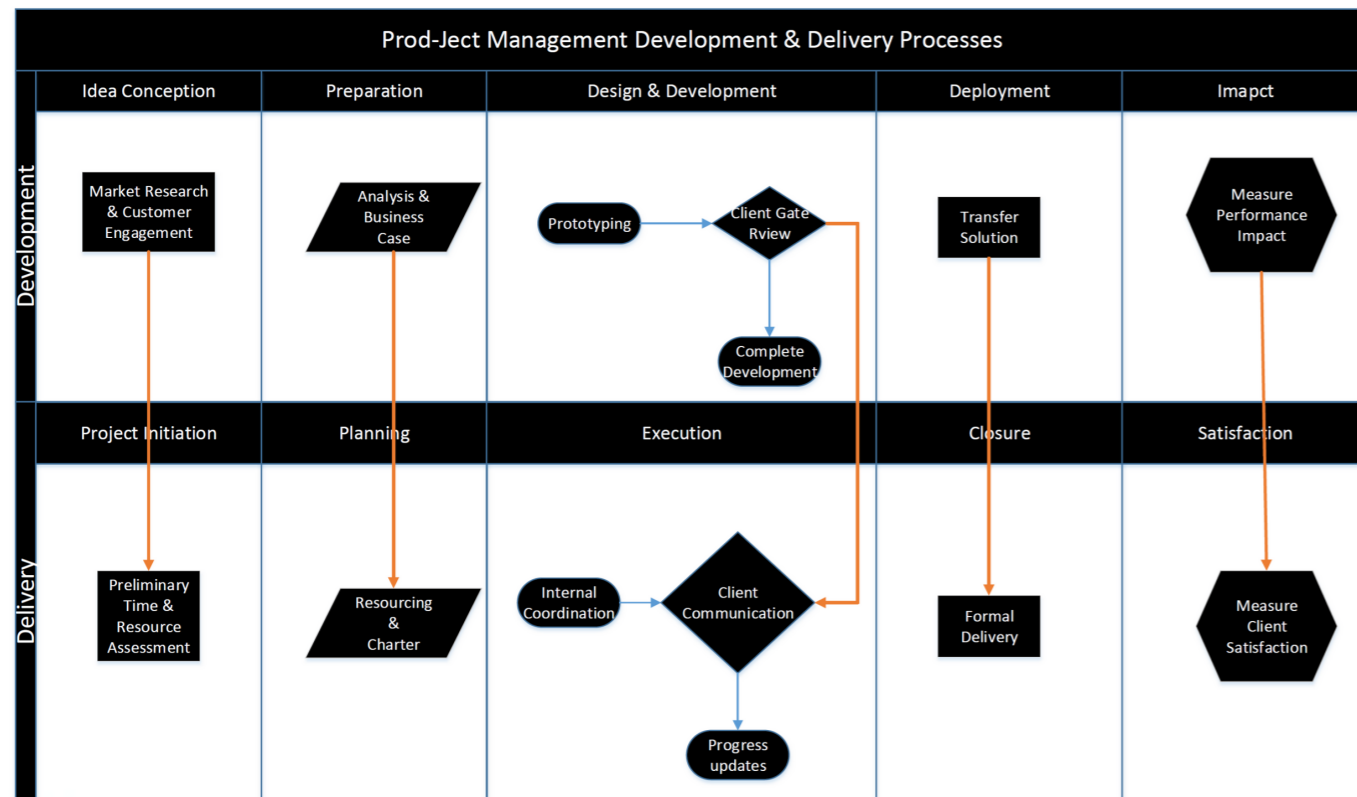 Prod-Ject Management Development & Delivery Processes
Idea Conception
Preparation
Design & Development
Deployment
Imapct
Development
Market Research
& Customer
Engagement
Analysis &
Business
Case
Prototyping
Client Gate
Rview
Complete
Development
Transfer
Solution
Measure
Performance
Impact
Project Initiation
Planning
Execution
Closure
Satisfaction
Delivery
Preliminary
Time &
Resource
Assessment
Resourcing
&
Charter
Internal
Coordination
Client
Communication
Progress
updates
Formal
Delivery
Measure
Client
Satisfaction